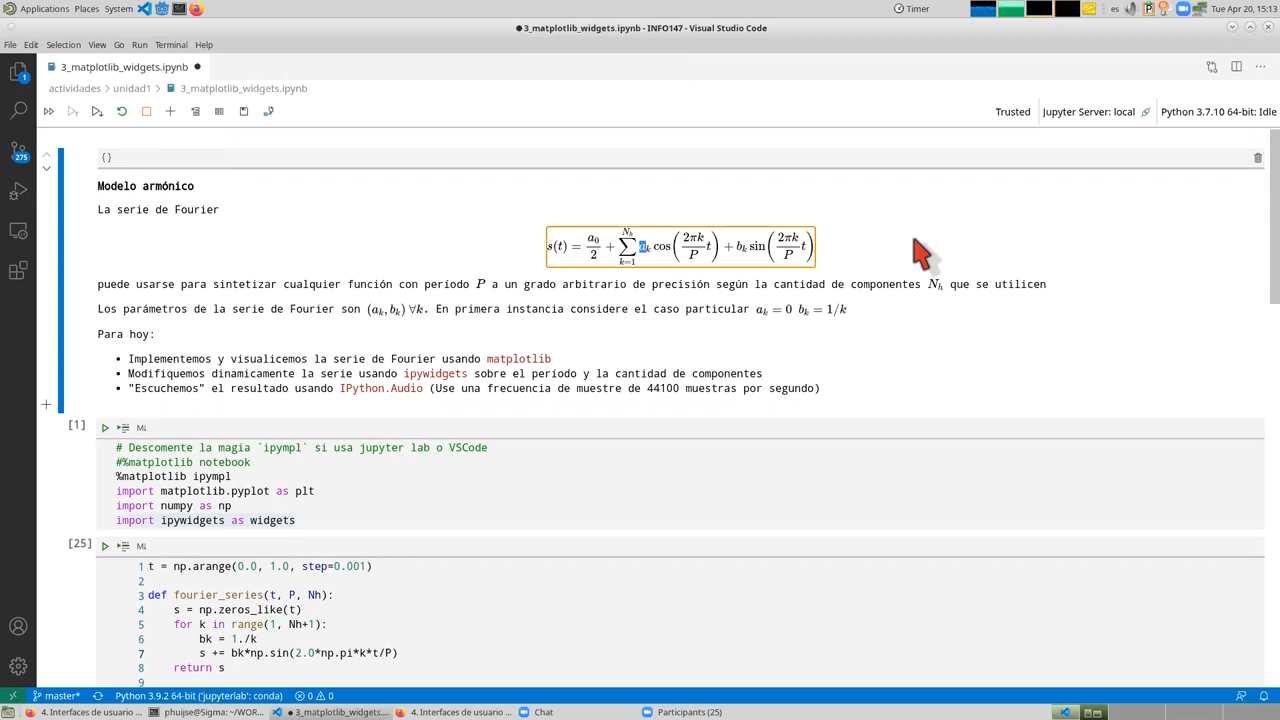 Applications Places System Timer es Tue Apr 20, 15:13
● 3_matplotlib_widgets.ipynb - INFO147 - Visual Studio Code
File Edit Selection View Go Run Terminal Help
3_matplotlib_widgets.ipynb ●
actividades > unidad1 > 3_matplotlib_widgets.ipynb
Trusted Jupyter Server: local Python 3.7.10 64-bit: Idle
1
275
{}
Modelo armónico
La serie de Fourier
s(t) = a₀/2 + ∑_{k=1}^{N_h} a_k cos(2πk/P t) + b_k sin(2πk/P t)
puede usarse para sintetizar cualquier función con período P a un grado arbitrario de precisión según la cantidad de componentes N_h que se utilicen
Los parámetros de la serie de Fourier son (a_k, b_k) ∀k. En primera instancia considere el caso particular a_k = 0 b_k = 1/k
Para hoy:
• Implementemos y visualicemos la serie de Fourier usando matplotlib
• Modifiquemos dinamicamente la serie usando ipywidgets sobre el período y la cantidad de componentes
• "Escuchemos" el resultado usando IPython.Audio (Use una frecuencia de muestre de 44100 muestras por segundo)
[1] M↓
# Descomente la magia `ipympl` si usa jupyter lab o VSCode
#%matplotlib notebook
%matplotlib ipympl
import matplotlib.pyplot as plt
import numpy as np
import ipywidgets as widgets
[25] M↓
1 t = np.arange(0.0, 1.0, step=0.001)
2
3 def fourier_series(t, P, Nh):
4 s = np.zeros_like(t)
5 for k in range(1, Nh+1):
6 bk = 1./k
7 s += bk*np.sin(2.0*np.pi*k*t/P)
8 return s
9
master* Python 3.9.2 64-bit ('jupyterlab': conda) 0 0
4. Interfaces de usuario ... phuijse@Sigma: ~/WOR... ● 3_matplotlib_widgets.... 4. Interfaces de usuario ... Chat Participants (25)